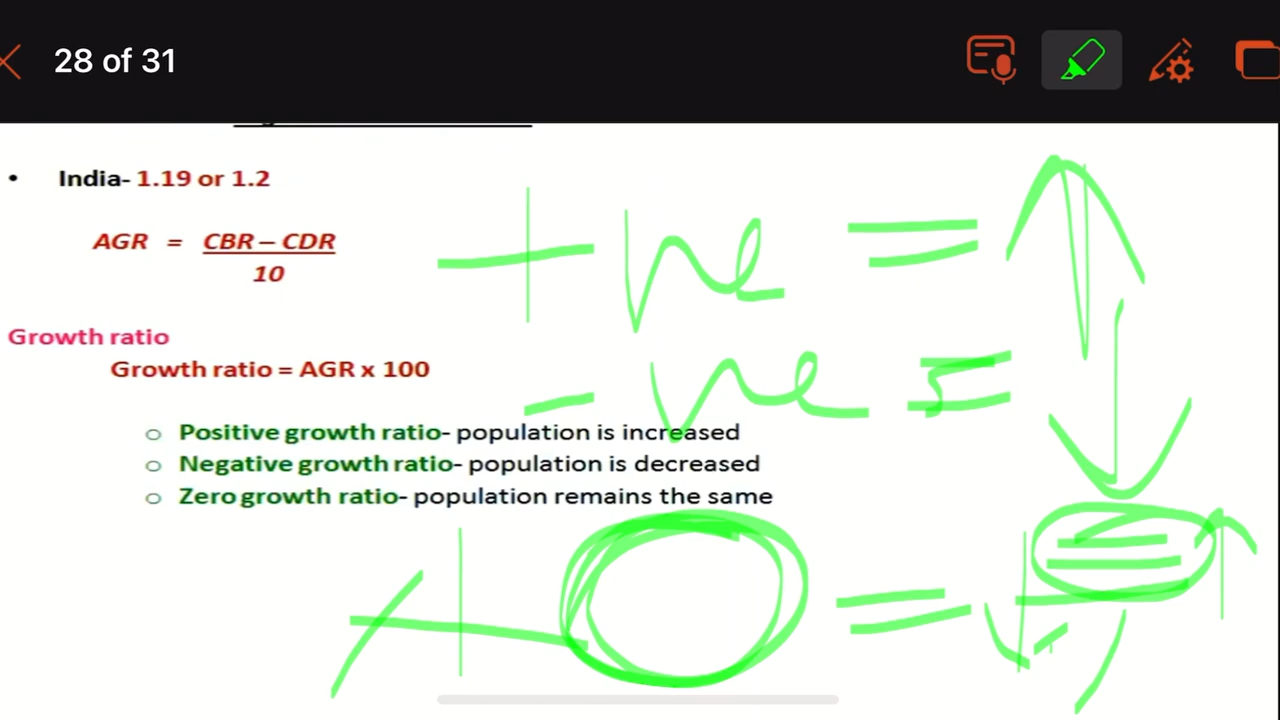 28 of 31
• India- 1.19 or 1.2
AGR = CBR – CDR
10
+ ve =
Growth ratio
Growth ratio = AGR x 100
- ve =
○ Positive growth ratio- population is increased
○ Negative growth ratio- population is decreased
○ Zero growth ratio- population remains the same